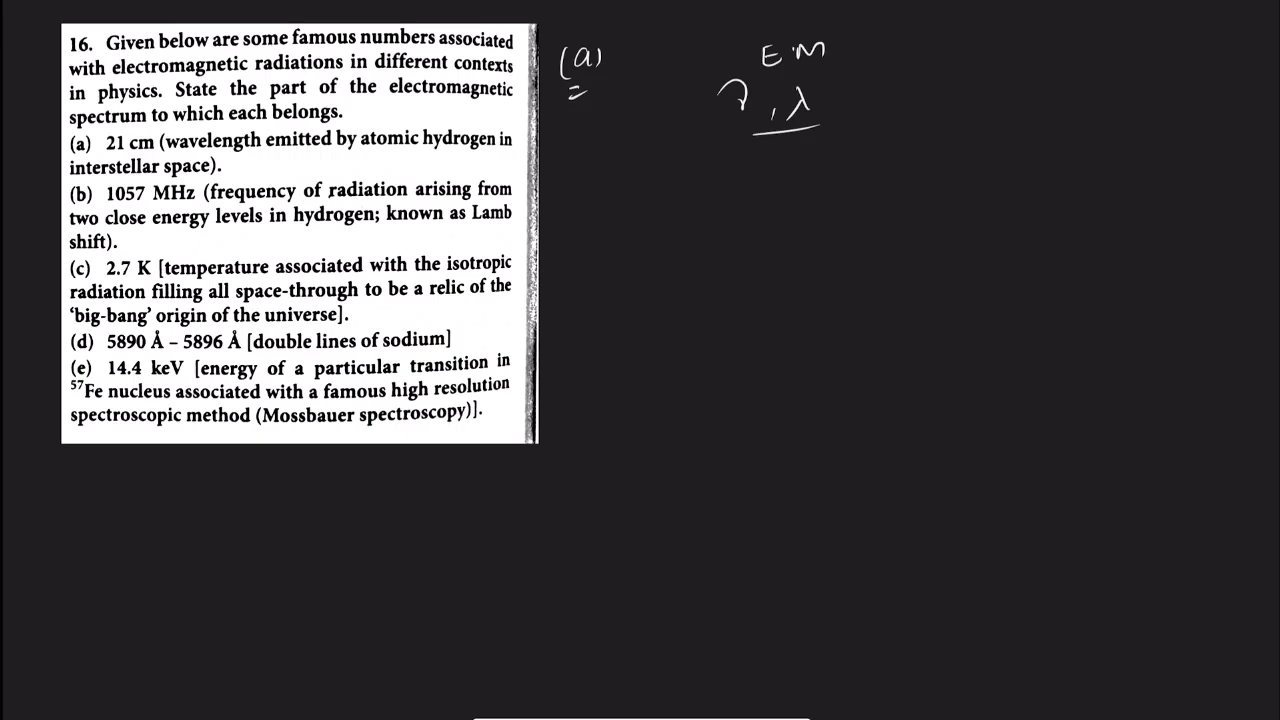 16. Given below are some famous numbers associated
with electromagnetic radiations in different contexts
in physics. State the part of the electromagnetic
spectrum to which each belongs.
(a) 21 cm (wavelength emitted by atomic hydrogen in
interstellar space).
(b) 1057 MHz (frequency of radiation arising from
two close energy levels in hydrogen; known as Lamb
shift).
(c) 2.7 K [temperature associated with the isotropic
radiation filling all space-through to be a relic of the
‘big-bang’ origin of the universe].
(d) 5890 Å – 5896 Å [double lines of sodium]
(e) 14.4 keV [energy of a particular transition in
⁵⁷Fe nucleus associated with a famous high resolution
spectroscopic method (Mossbauer spectroscopy)].
(a)
E.M
, λ